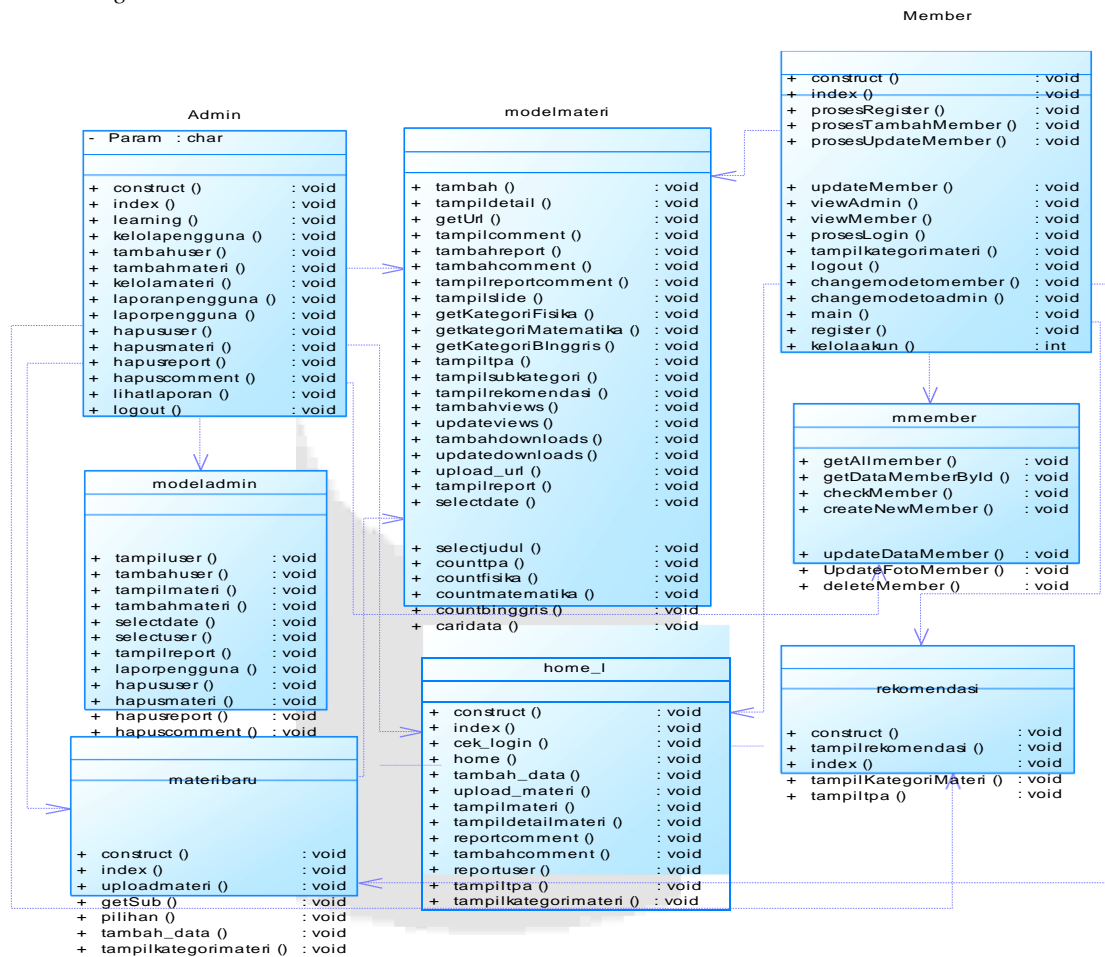 Member
+ construct () : void
+ index () : void
+ prosesRegister () : void
+ prosesTambahMember () : void
+ prosesUpdateMember () : void
+ updateMember () : void
+ viewAdmin () : void
+ viewMember () : void
+ prosesLogin () : void
+ tampilkategorimateri () : void
+ logout () : void
+ changemodetomember () : void
+ changemodetoadmin () : void
+ main () : void
+ register () : void
+ kelolaakun () : int
Admin
- Param : char
+ construct () : void
+ index () : void
+ learning () : void
+ kelolapengguna () : void
+ tambahuser () : void
+ tambahmateri () : void
+ kelolamateri () : void
+ laporanpengguna () : void
+ laporpengguna () : void
+ hapususer () : void
+ hapusmateri () : void
+ hapusreport () : void
+ hapuscomment () : void
+ lihatlaporan () : void
+ logout () : void
modelmateri
+ tambah () : void
+ tampildetail () : void
+ getUrl () : void
+ tampilcomment () : void
+ tambahreport () : void
+ tambahcomment () : void
+ tampilreportcomment () : void
+ tampilslide () : void
+ getKategoriFisika () : void
+ getkategoriMatematika () : void
+ getKategoriBInggris () : void
+ tampiltpa () : void
+ tampilsubkategori () : void
+ tampilrekomendasi () : void
+ tambahviews () : void
+ updateviews () : void
+ tambahdownloads () : void
+ updatedownloads () : void
+ upload_url () : void
+ tampilreport () : void
+ selectdate () : void
+ selectjudul () : void
+ counttpa () : void
+ countfisika () : void
+ countmatematika () : void
+ countbinggris () : void
+ caridata () : void
mmember
+ getAllmember () : void
+ getDataMemberById () : void
+ checkMember () : void
+ createNewMember () : void
+ updateDataMember () : void
+ UpdateFotoMember () : void
+ deleteMember () : void
modeladmin
+ tampiluser () : void
+ tambahuser () : void
+ tampilmateri () : void
+ tambahmateri () : void
+ selectdate () : void
+ selectuser () : void
+ tampilreport () : void
+ laporpengguna () : void
+ hapususer () : void
+ hapusmateri () : void
+ hapusreport () : void
+ hapuscomment () : void
home_l
+ construct () : void
+ index () : void
+ cek_login () : void
+ home () : void
+ tambah_data () : void
+ upload_materi () : void
+ tampilmateri () : void
+ tampildetailmateri () : void
+ reportcomment () : void
+ tambahcomment () : void
+ reportuser () : void
+ tampiltpa () : void
+ tampilkategorimateri () : void
rekomendasi
+ construct () : void
+ tampilrekomendasi () : void
+ index () : void
+ tampilKategoriMateri () : void
+ tampiltpa () : void
materibaru
+ construct () : void
+ index () : void
+ uploadmateri () : void
+ getSub () : void
+ pilihan () : void
+ tambah_data () : void
+ tampilkategorimateri () : void